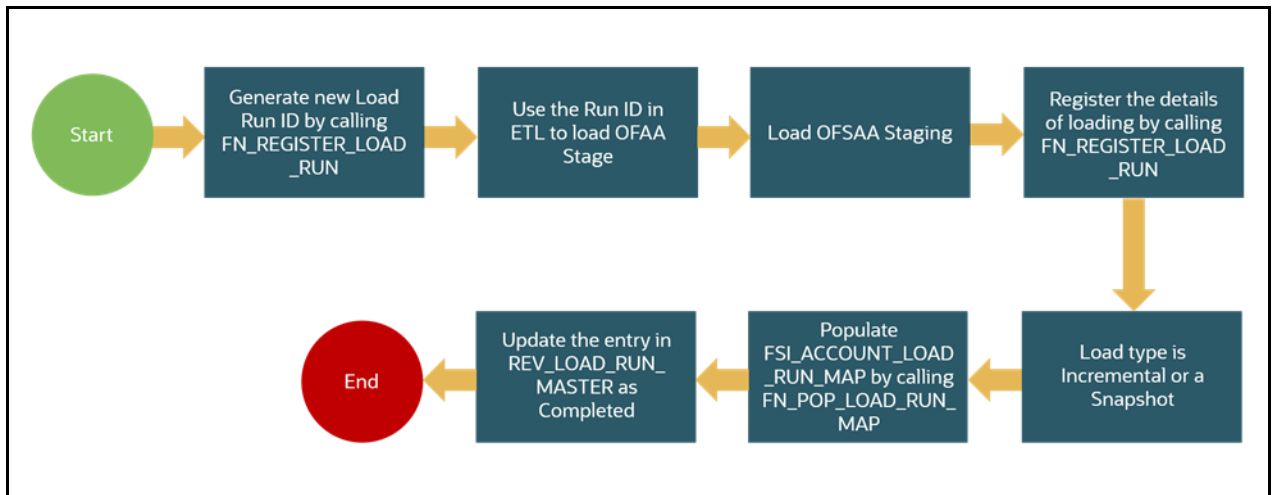 Start
Generate new Load
Run ID by calling
FN_REGISTER_LOAD
_RUN
Use the Run ID in
ETL to load OFAA
Stage
Load OFSAA Staging
Register the details
of loading by calling
FN_REGISTER_LOAD
_RUN
Load type is
Incremental or a
Snapshot
Populate
FSI_ACCOUNT_LOAD
_RUN_MAP by calling
FN_POP_LOAD_RUN_
MAP
Update the entry in
REV_LOAD_RUN_
MASTER as
Completed
End